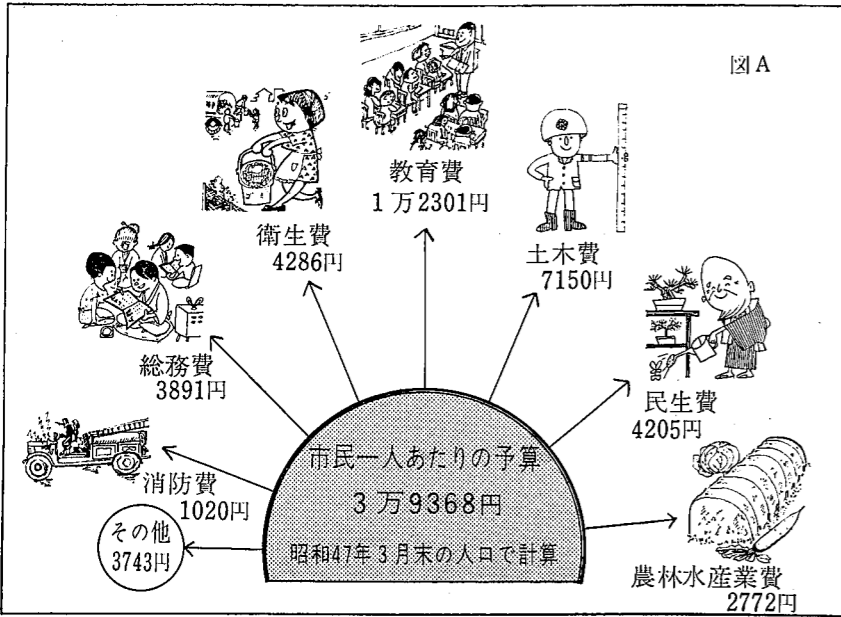 図A
教育費
1万2301円
衛生費
4286円
土木費
7150円
総務費
3891円
民生費
4205円
消防費
1020円
農林水産業費
2772円
その他
3743円
市民一人あたりの予算
3万9368円
昭和47年3月末の人口で計算